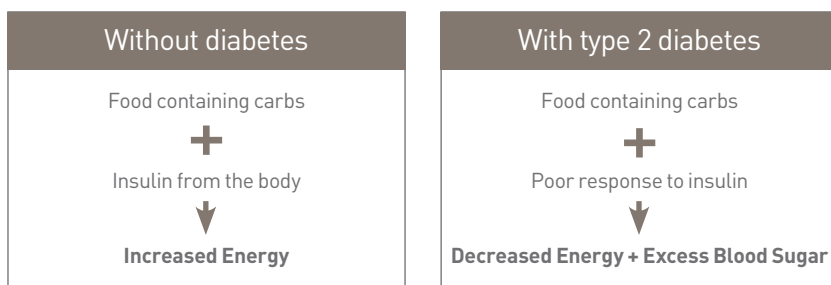 Without diabetes
Food containing carbs
+
Insulin from the body
Increased Energy
With type 2 diabetes
Food containing carbs
+
Poor response to insulin
Decreased Energy + Excess Blood Sugar